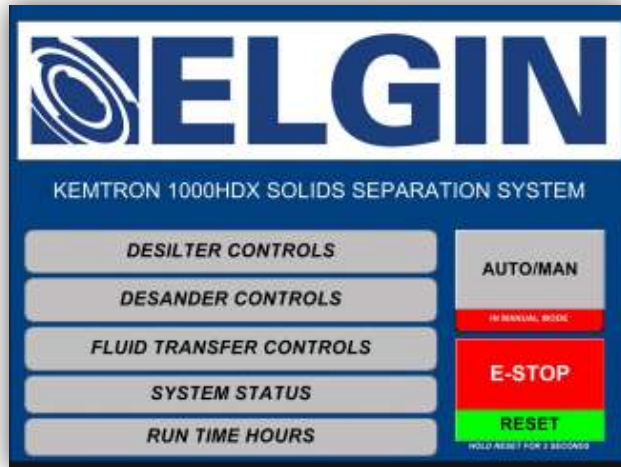 ELGIN
KEMTRON 1000HDX SOLIDS SEPARATION SYSTEM
DESILTER CONTROLS
DESANDER CONTROLS
FLUID TRANSFER CONTROLS
SYSTEM STATUS
RUN TIME HOURS
AUTO/MAN
IN MANUAL MODE
E-STOP
RESET
HOLD RESET FOR 3 SECONDS